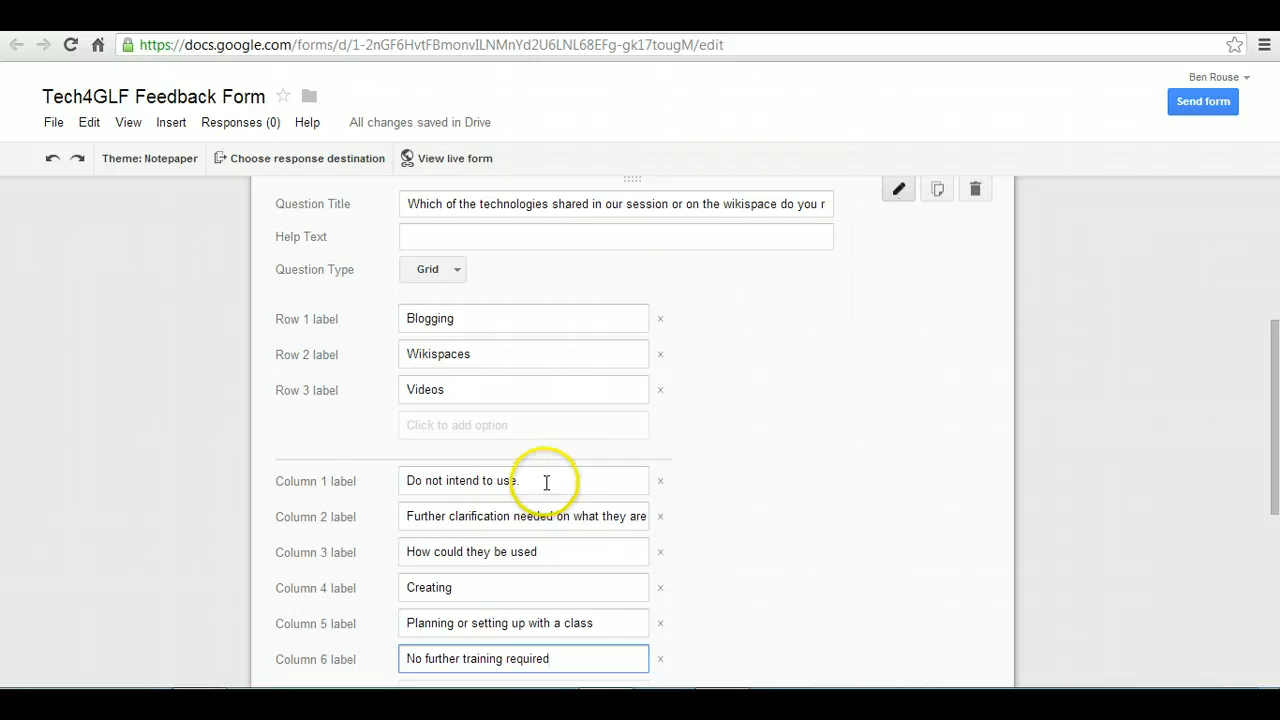 https://docs.google.com/forms/d/1-2nGF6HvtFBmonvILNMnYd2U6LNL68EFg-gk17tougM/edit
Ben Rouse
Tech4GLF Feedback Form
Send form
File Edit View Insert Responses (0) Help All changes saved in Drive
Theme: Notepaper Choose response destination View live form
Question Title Which of the technologies shared in our session or on the wikispace do you r
Help Text
Question Type Grid
Row 1 label Blogging x
Row 2 label Wikispaces x
Row 3 label Videos x
Click to add option
Column 1 label Do not intend to use. x
Column 2 label Further clarification needed on what they are x
Column 3 label How could they be used x
Column 4 label Creating x
Column 5 label Planning or setting up with a class x
Column 6 label No further training required x